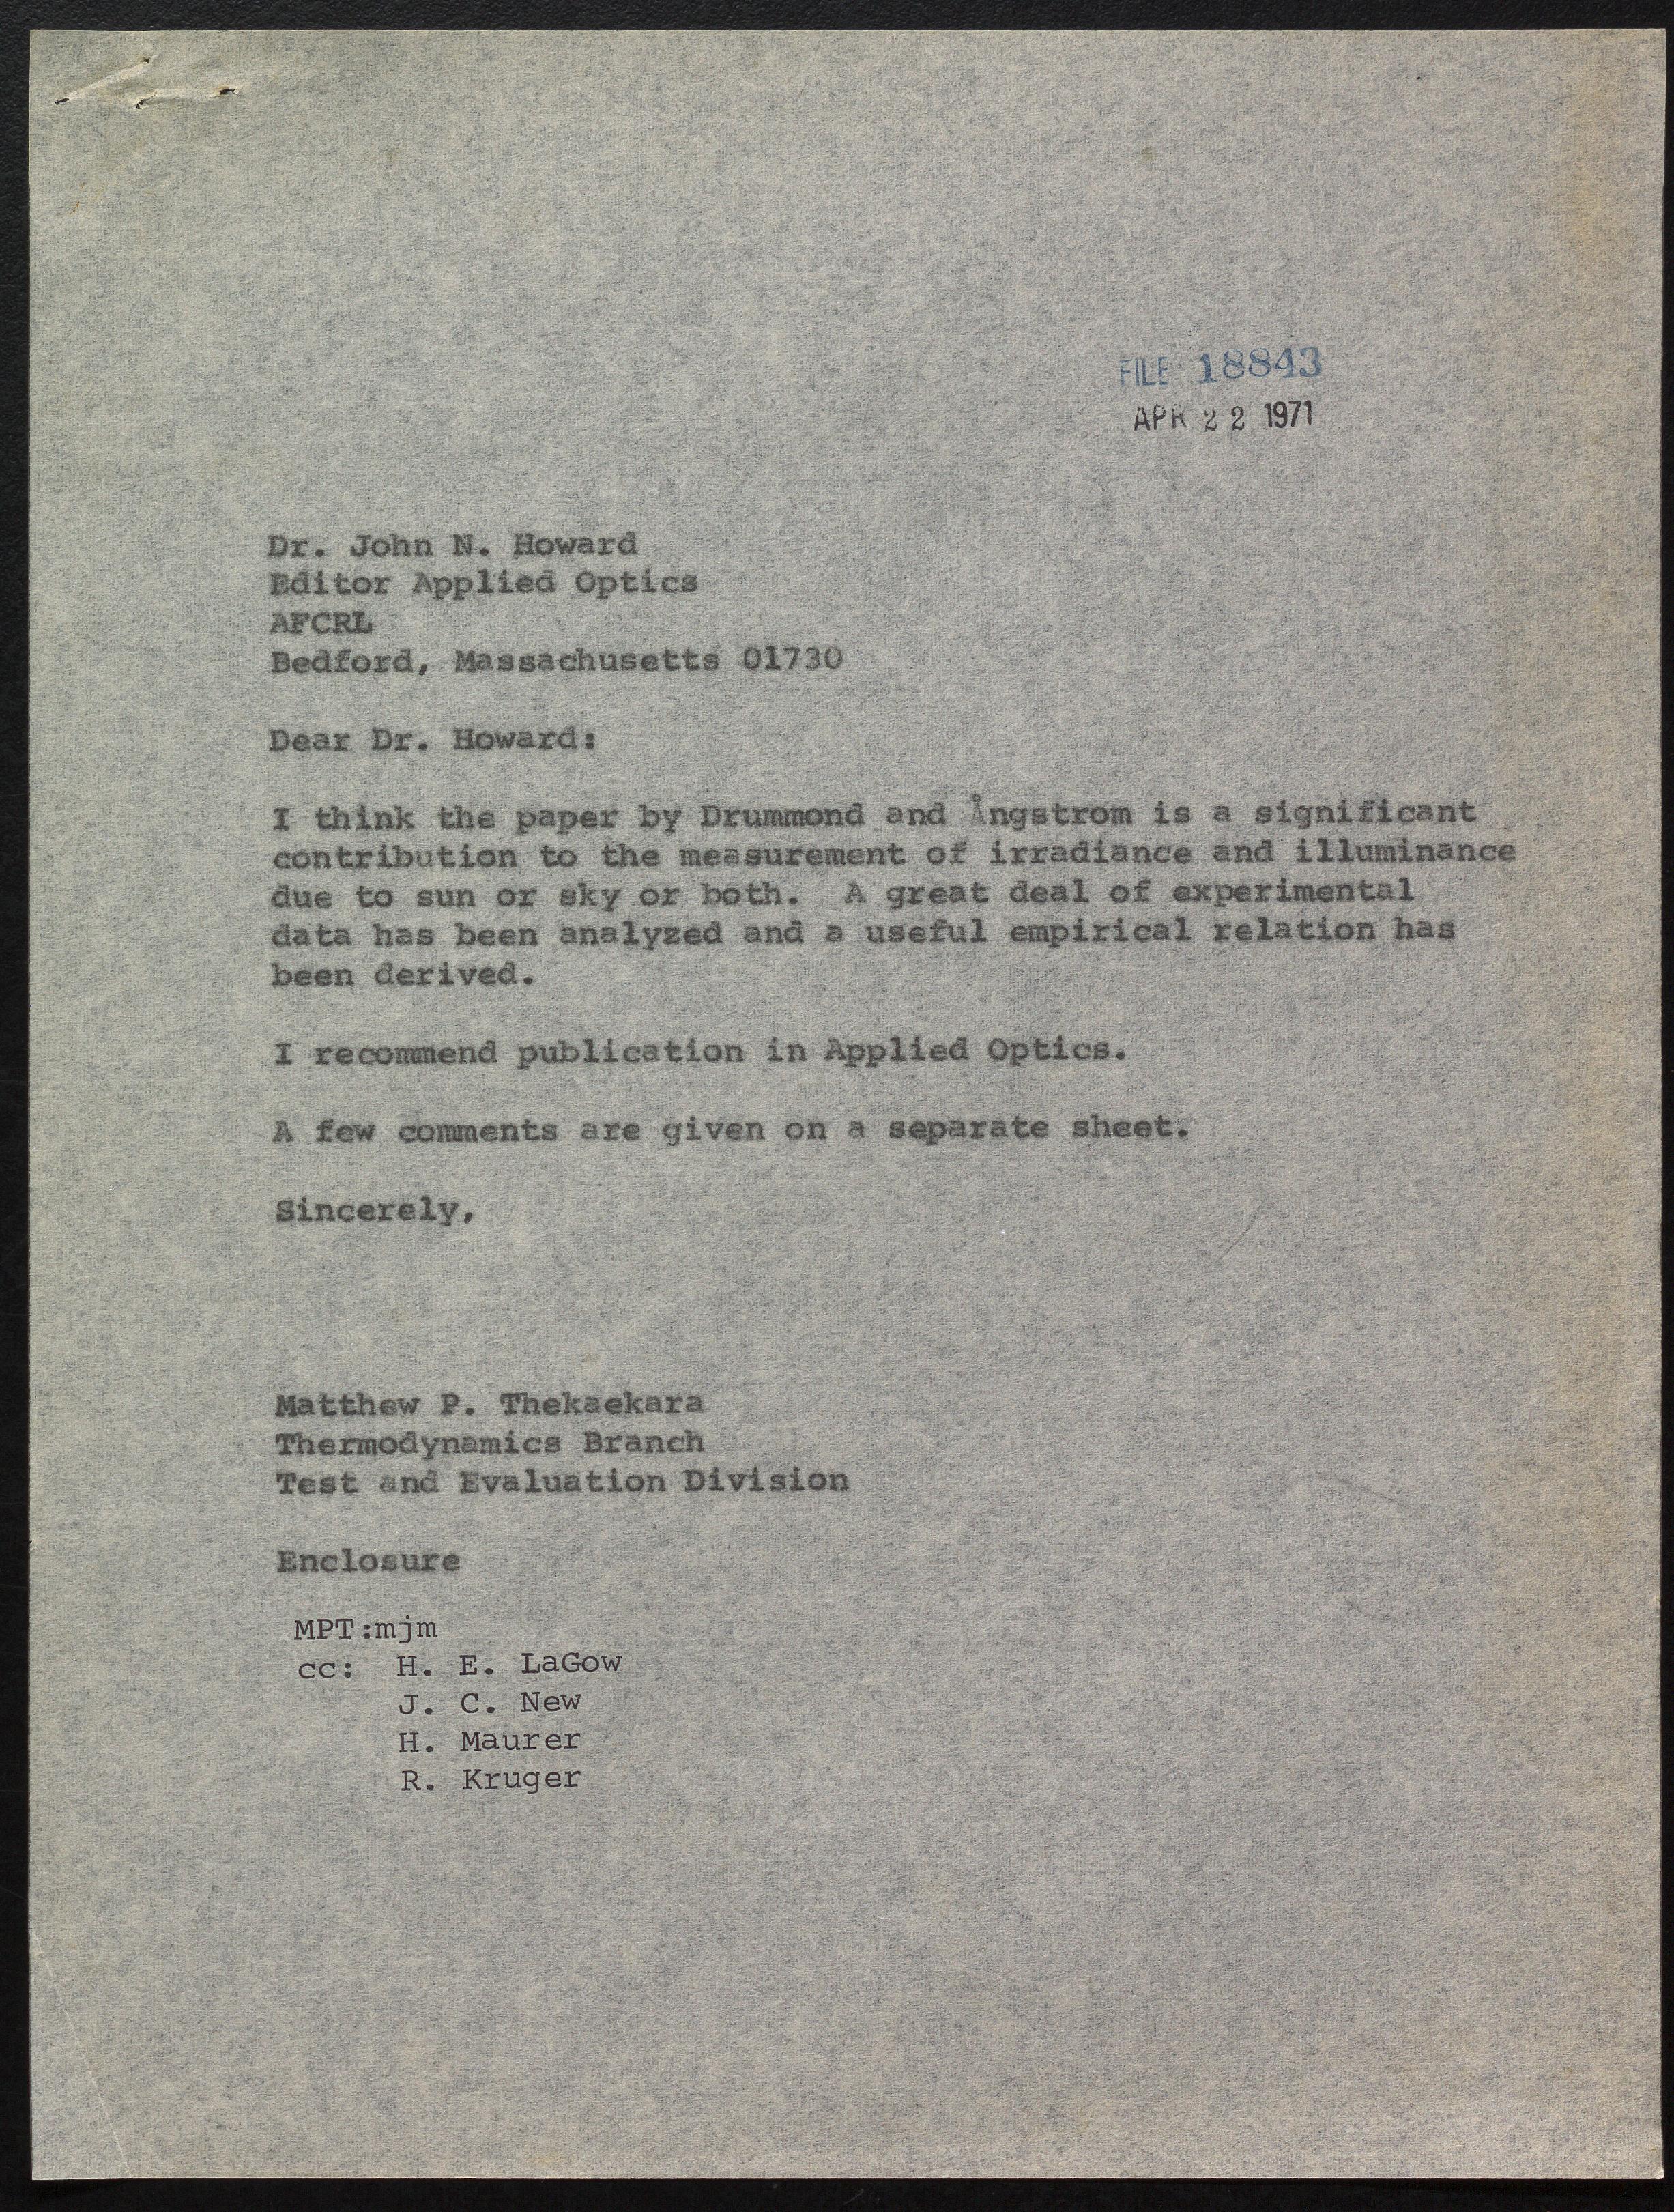 FILE 18843
APR 22 1971
Dr. John N. Howard
Editor Applied Optics
AFCRL
Bedford, Massachusetts 01730
Dear Dr. Howard:
I think the paper by Drummond and Ångstrom is a significant
contribution to the measurement of irradiance and illuminance
due to sun or sky or both.  A great deal of experimental
data has been analyzed and a useful empirical relation has
been derived.
I recommend publication in Applied Optics.
A few comments are given on a separate sheet.
Sincerely,
Matthew P. Thekaekara
Thermodynamics Branch
Test and Evaluation Division
Enclosure
MPT:mjm
cc: H. E. LaGow
J. C. New
H. Maurer
R. Kruger